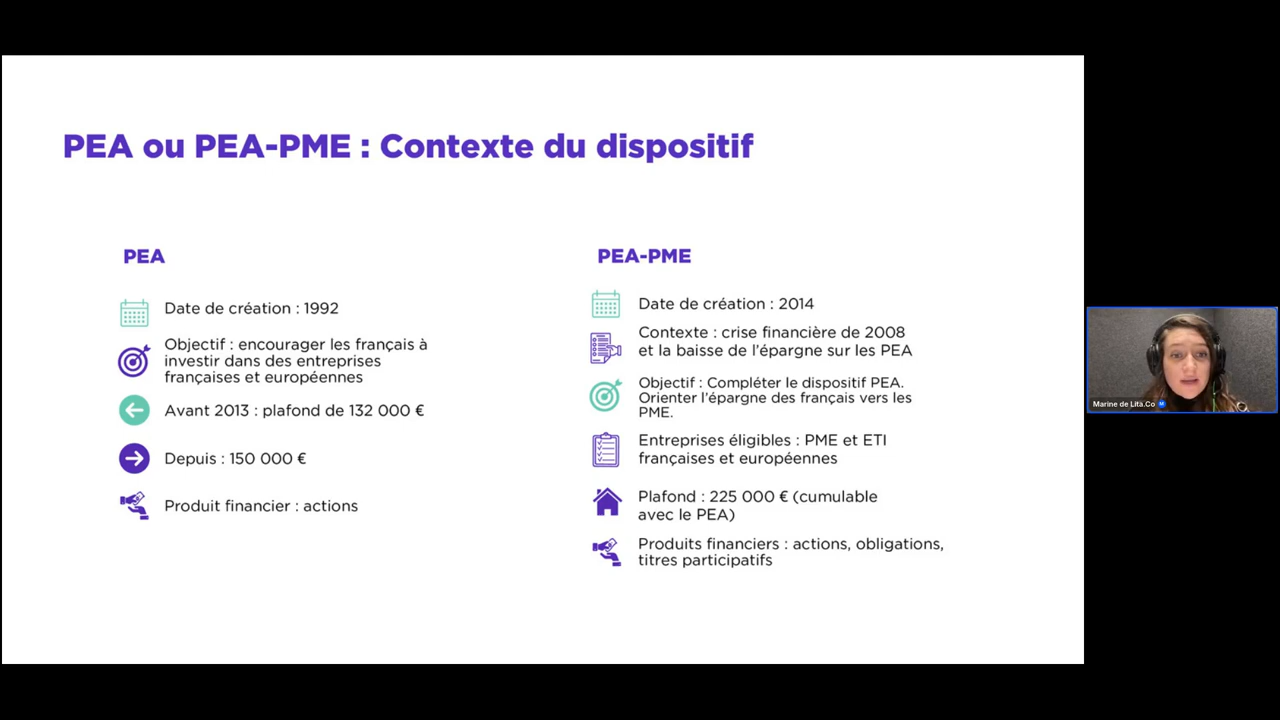 PEA ou PEA-PME : Contexte du dispositif
PEA
Date de création : 1992
Objectif : encourager les français à
investir dans des entreprises
françaises et européennes
Avant 2013 : plafond de 132 000 €
Depuis : 150 000 €
Produit financier : actions
PEA-PME
Date de création : 2014
Contexte : crise financière de 2008
et la baisse de l'épargne sur les PEA
Objectif : Compléter le dispositif PEA.
Orienter l'épargne des français vers les
PME.
Entreprises éligibles : PME et ETI
françaises et européennes
Plafond : 225 000 € (cumulable
avec le PEA)
Produits financiers : actions, obligations,
titres participatifs
Marine de Lita.Co